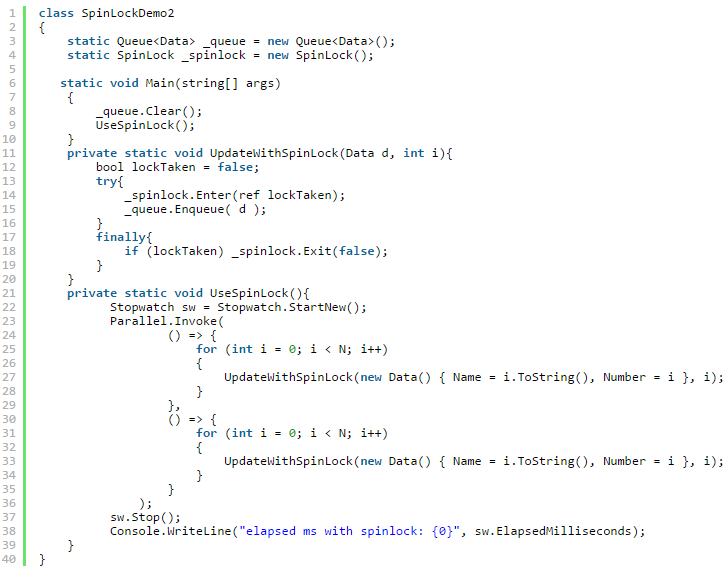 1 class SpinLockDemo2
2 {
3     static Queue<Data> _queue = new Queue<Data>();
4     static SpinLock _spinlock = new SpinLock();
5
6    static void Main(string[] args)
7     {
8         _queue.Clear();
9         UseSpinLock();
10     }
11     private static void UpdateWithSpinLock(Data d, int i){
12         bool lockTaken = false;
13         try{
14             _spinlock.Enter(ref lockTaken);
15             _queue.Enqueue( d );
16         }
17         finally{
18             if (lockTaken) _spinlock.Exit(false);
19         }
20     }
21     private static void UseSpinLock(){
22           Stopwatch sw = Stopwatch.StartNew();
23           Parallel.Invoke(
24                   () => {
25                       for (int i = 0; i < N; i++)
26                       {
27                           UpdateWithSpinLock(new Data() { Name = i.ToString(), Number = i }, i);
28                       }
29                   },
30                   () => {
31                       for (int i = 0; i < N; i++)
32                       {
33                           UpdateWithSpinLock(new Data() { Name = i.ToString(), Number = i }, i);
34                       }
35                   }
36               );
37           sw.Stop();
38           Console.WriteLine("elapsed ms with spinlock: {0}", sw.ElapsedMilliseconds);
39     }
40 }